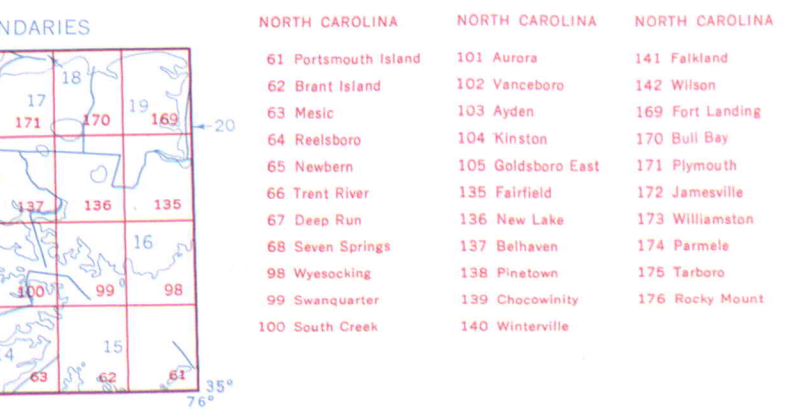 NDARIES
18
17
19
171
170
169
20
137
136
135
16
100
99
98
4
15
63
62
61
35°
76°
NORTH CAROLINA
61 Portsmouth Island
62 Brant Island
63 Mesic
64 Reelsboro
65 Newbern
66 Trent River
67 Deep Run
68 Seven Springs
98 Wyesocking
99 Swanquarter
100 South Creek
NORTH CAROLINA
101 Aurora
102 Vanceboro
103 Ayden
104 Kinston
105 Goldsboro East
135 Fairfield
136 New Lake
137 Belhaven
138 Pinetown
139 Chocowinity
140 Winterville
NORTH CAROLINA
141 Falkland
142 Wilson
169 Fort Landing
170 Bull Bay
171 Plymouth
172 Jamesville
173 Williamston
174 Parmele
175 Tarboro
176 Rocky Mount